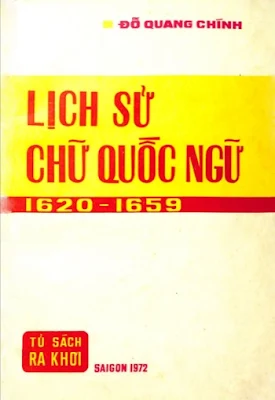 ĐỖ QUANG CHÍNH
LỊCH SỬ
CHỮ QUỐC NGỮ
1620 - 1659
TỦ SÁCH
RA KHƠI
SAIGON 1972